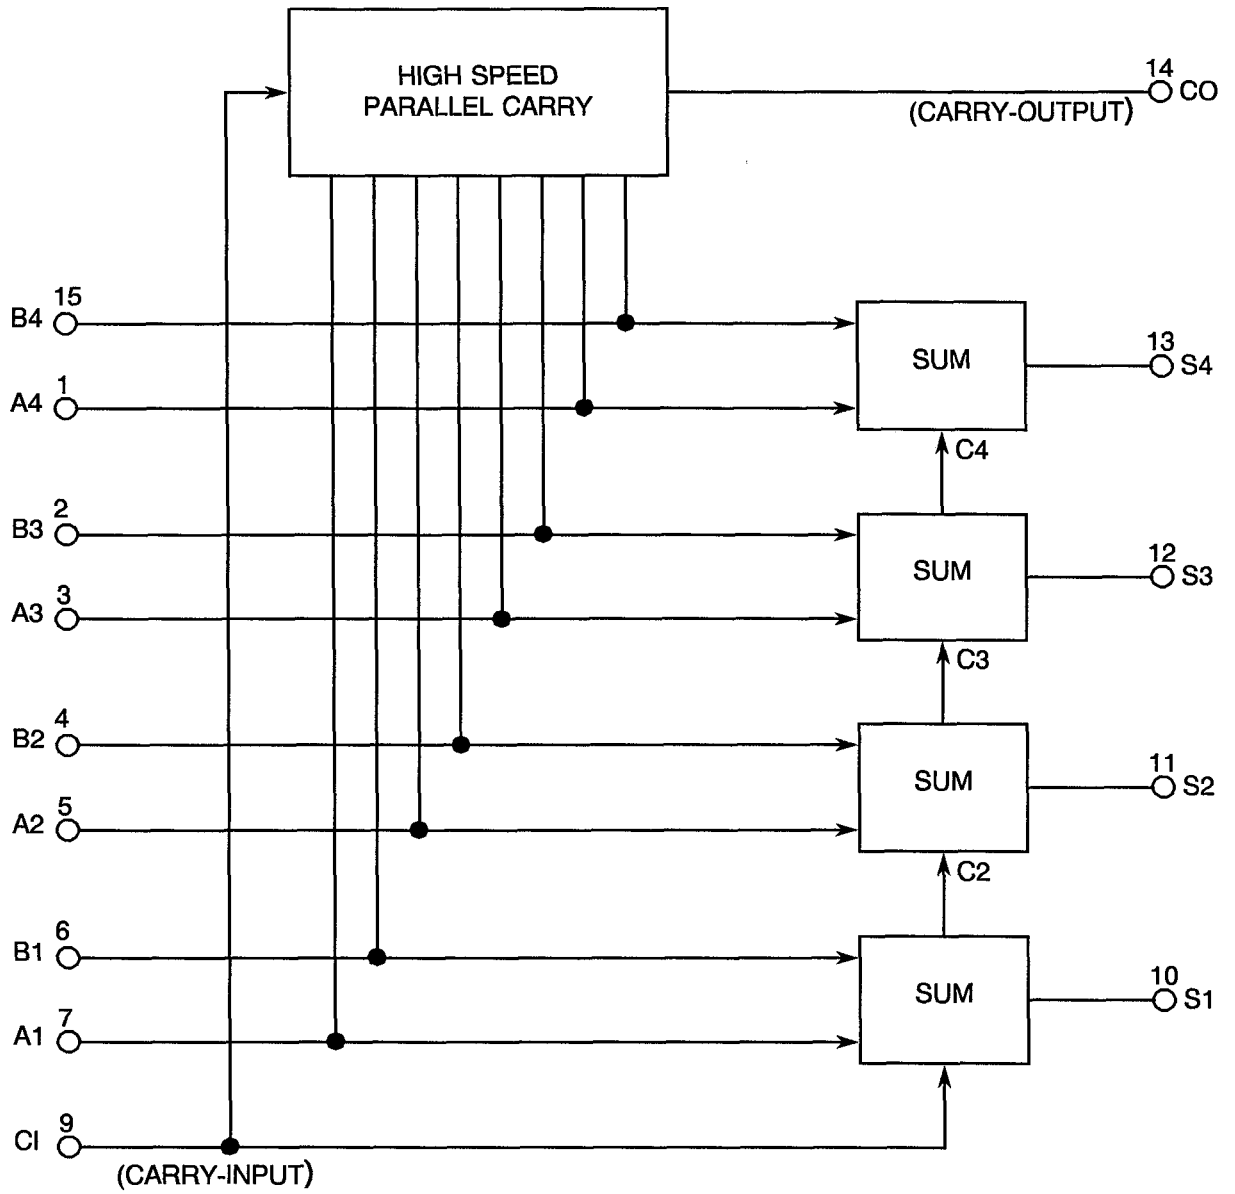 HIGH SPEED
PARALLEL CARRY
14
CO
(CARRY-OUTPUT)
15
B4
SUM
13
S4
1
A4
C4
2
B3
SUM
12
S3
3
A3
C3
4
B2
SUM
11
S2
5
A2
C2
6
B1
SUM
10
S1
7
A1
9
CI
(CARRY-INPUT)